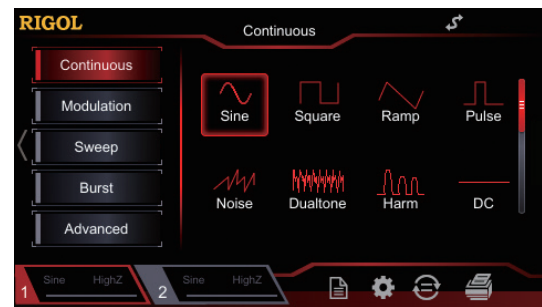 RIGOL
Continuous
Continuous
Modulation
Sweep
Burst
Advanced
Sine Square Ramp Pulse
Noise Dualtone Harm DC
1 Sine HighZ 2 Sine HighZ